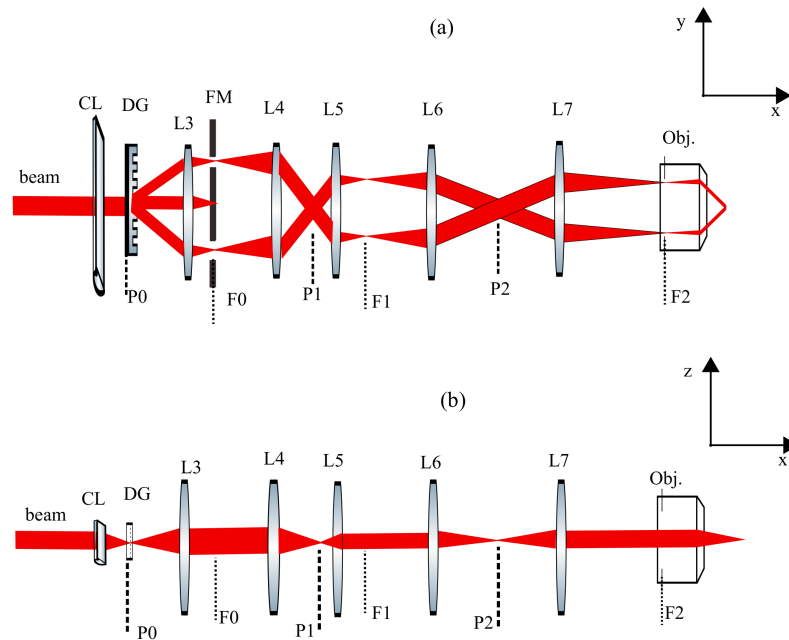 (a)
y
x
CL
DG
L3
FM
L4
L5
L6
L7
Obj.
beam
P0
F0
P1
F1
P2
F2
(b)
z
x
CL
DG
L3
L4
L5
L6
L7
Obj.
beam
P0
F0
P1
F1
P2
F2